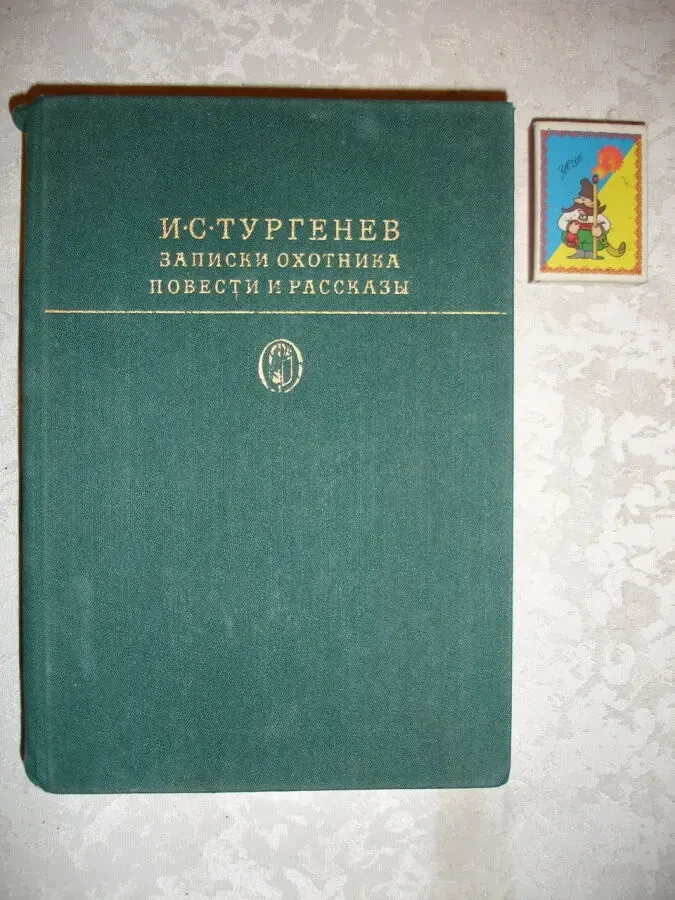 И·С·ТУРГЕНЕВ
ЗАПИСКИ ОХОТНИКА
ПОВЕСТИ И РАССКАЗЫ